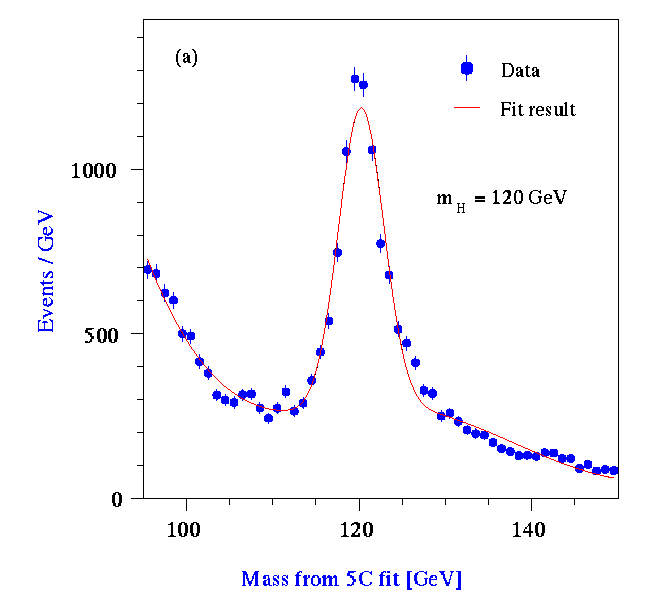 (a)
Data
Fit result
m_H = 120 GeV
1000
500
0
Events / GeV
100
120
140
Mass from 5C fit [GeV]